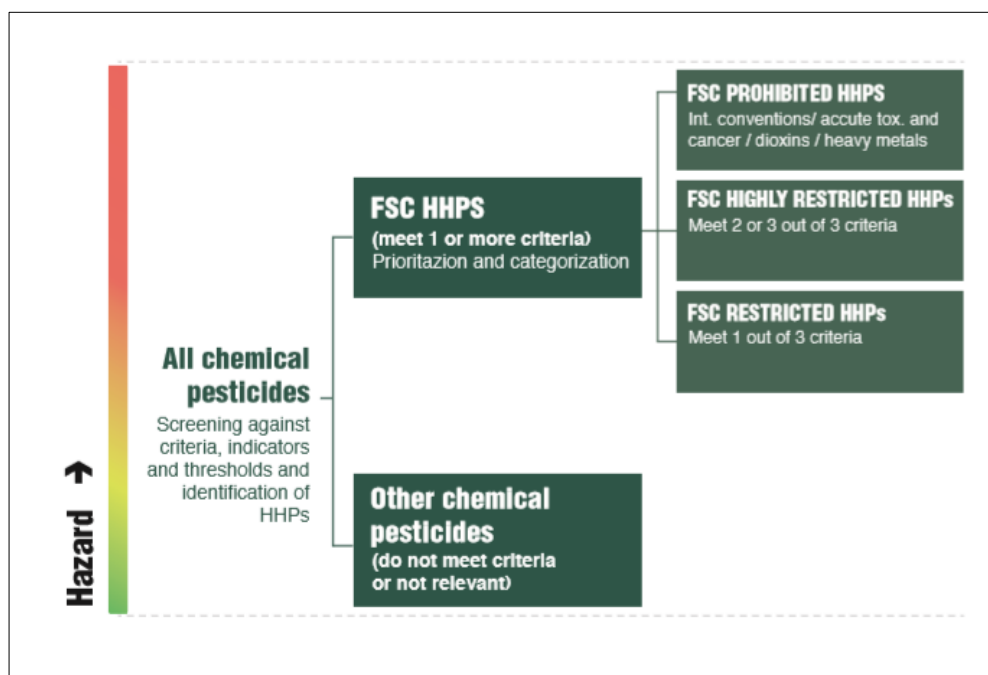 Hazard →
All chemical
pesticides
Screening against
criteria, indicators
and thresholds and
identification of
HHPs
FSC HHPS
(meet 1 or more criteria)
Prioritazion and categorization
Other chemical
pesticides
(do not meet criteria
or not relevant)
FSC PROHIBITED HHPS
Int. conventions/ accute tox. and
cancer / dioxins / heavy metals
FSC HIGHLY RESTRICTED HHPs
Meet 2 or 3 out of 3 criteria
FSC RESTRICTED HHPs
Meet 1 out of 3 criteria